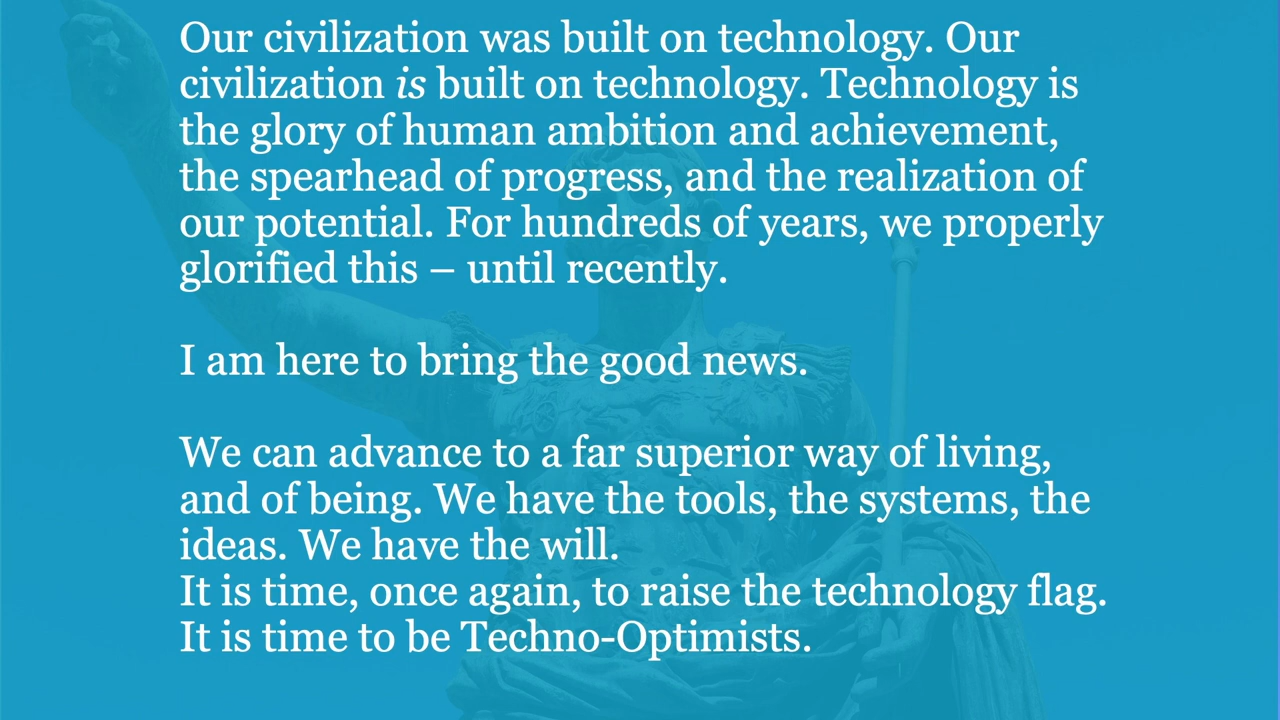 Our civilization was built on technology. Our
civilization is built on technology. Technology is
the glory of human ambition and achievement,
the spearhead of progress, and the realization of
our potential. For hundreds of years, we properly
glorified this – until recently.
I am here to bring the good news.
We can advance to a far superior way of living,
and of being. We have the tools, the systems, the
ideas. We have the will.
It is time, once again, to raise the technology flag.
It is time to be Techno-Optimists.